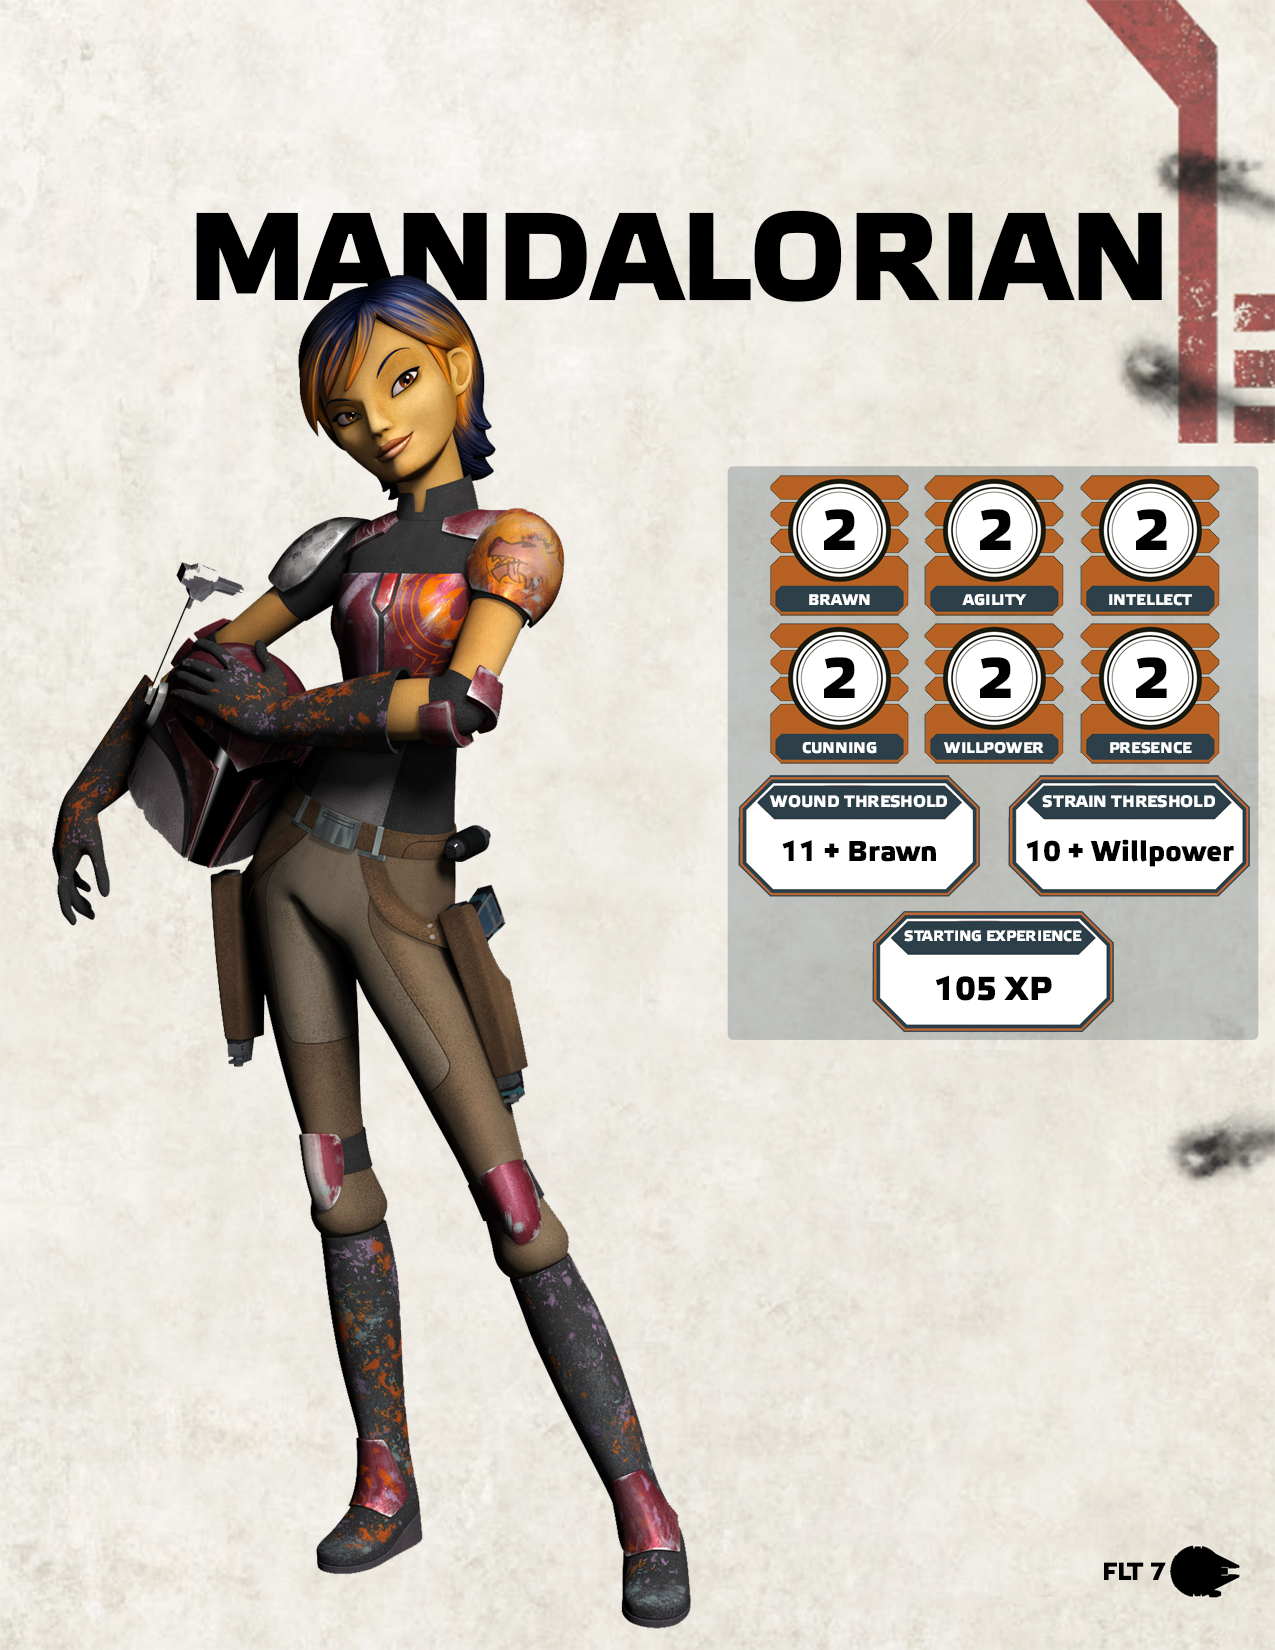 MANDALORIAN
2 2 2
BRAWN AGILITY INTELLECT
2 2 2
CUNNING WILLPOWER PRESENCE
WOUND THRESHOLD STRAIN THRESHOLD
11 + Brawn 10 + Willpower
STARTING EXPERIENCE
105 XP
FLT 7